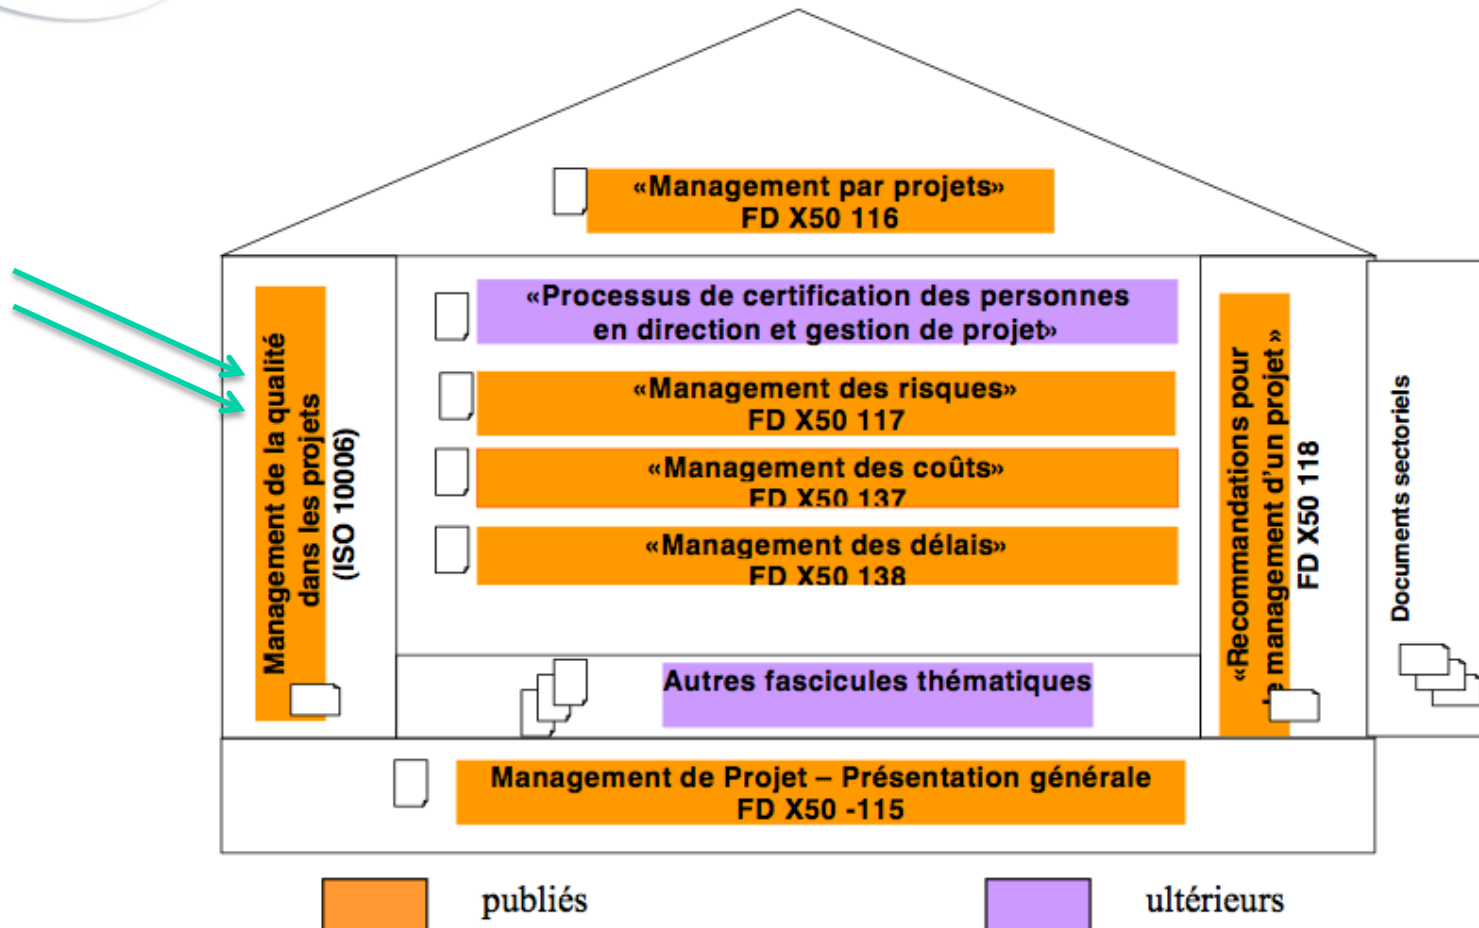 «Management par projets»
FD X50 116
«Processus de certification des personnes
en direction et gestion de projet»
«Management des risques»
FD X50 117
«Management des coûts»
FD X50 137
«Management des délais»
FD X50 138
Autres fascicules thématiques
Management de la qualité
dans les projets
(ISO 10006)
«Recommandations pour
le management d'un projet»
FD X50 118
Documents sectoriels
Management de Projet – Présentation générale
FD X50 -115
publiés
ultérieurs